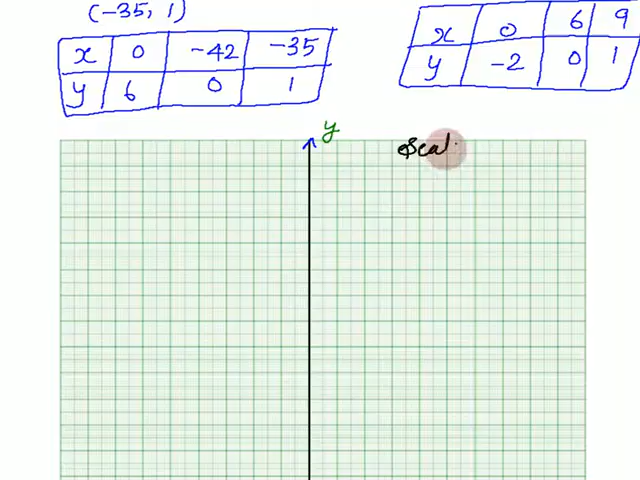 (-35, 1)
x 0 -42 -35
y 6 0 1
x 0 6 9
y -2 0 1
y
Scal